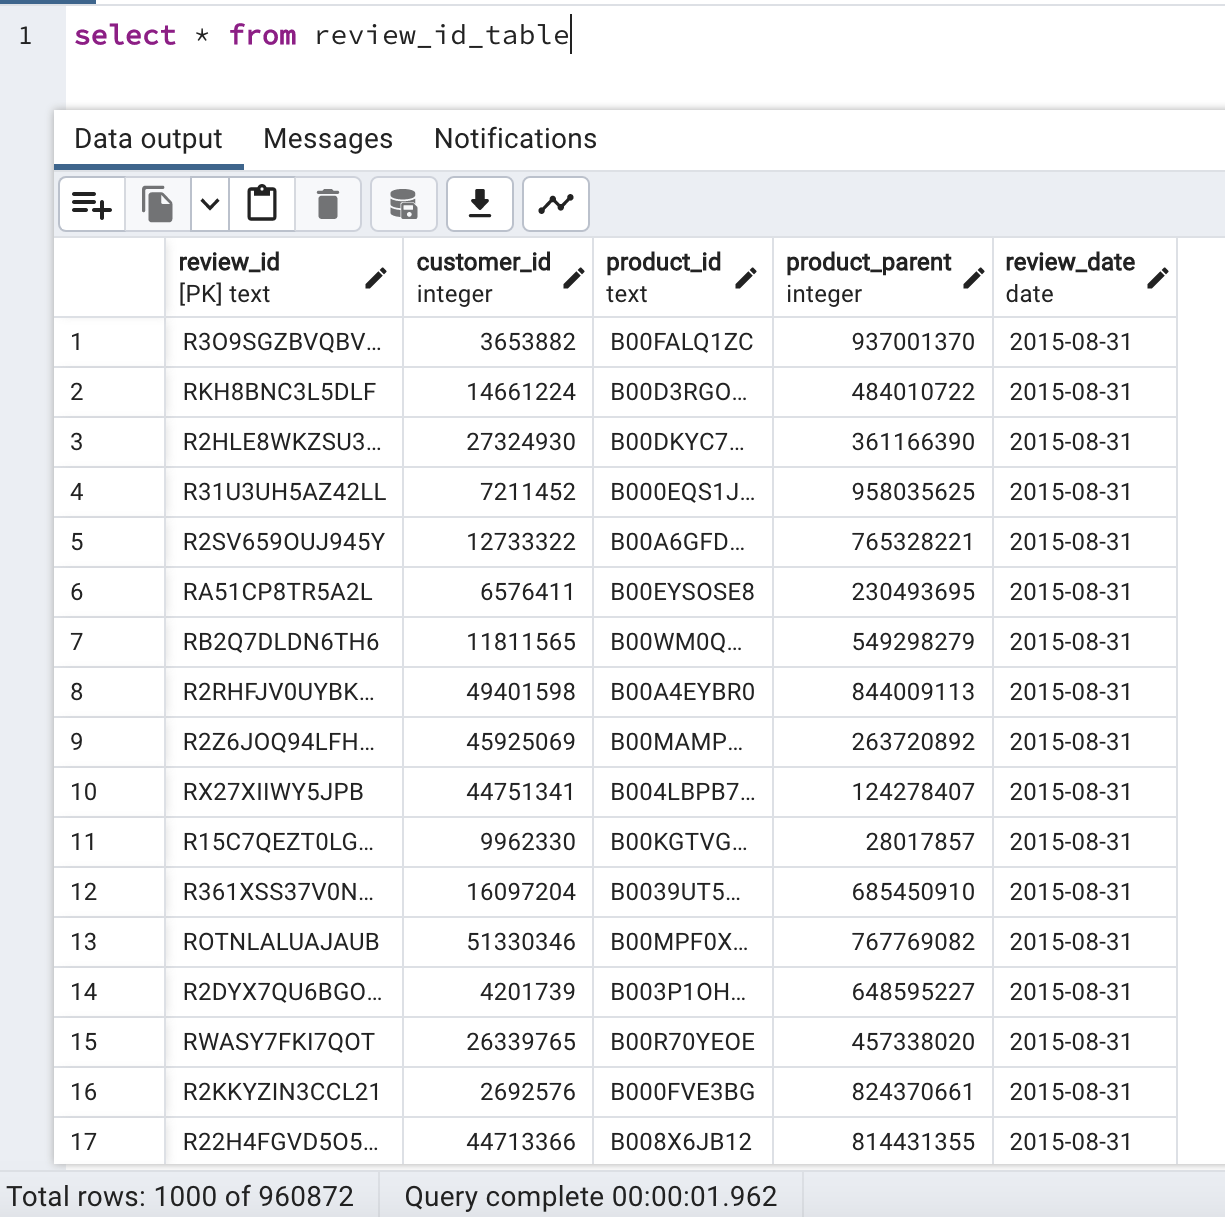 1 select * from review_id_table
Data output Messages Notifications
review_id customer_id product_id product_parent review_date
[PK] text integer text integer date
1 R3O9SGZBVQBV... 3653882 B00FALQ1ZC 937001370 2015-08-31
2 RKH8BNC3L5DLF 14661224 B00D3RGO... 484010722 2015-08-31
3 R2HLE8WKZSU3... 27324930 B00DKYC7... 361166390 2015-08-31
4 R31U3UH5AZ42LL 7211452 B000EQS1J... 958035625 2015-08-31
5 R2SV659OUJ945Y 12733322 B00A6GFD... 765328221 2015-08-31
6 RA51CP8TR5A2L 6576411 B00EYSOSE8 230493695 2015-08-31
7 RB2Q7DLDN6TH6 11811565 B00WM0Q... 549298279 2015-08-31
8 R2RHFJV0UYBK... 49401598 B00A4EYBR0 844009113 2015-08-31
9 R2Z6JOQ94LFH... 45925069 B00MAMP... 263720892 2015-08-31
10 RX27XIIWY5JPB 44751341 B004LBPB7... 124278407 2015-08-31
11 R15C7QEZT0LG... 9962330 B00KGTVG... 28017857 2015-08-31
12 R361XSS37V0N... 16097204 B0039UT5... 685450910 2015-08-31
13 ROTNLALUAJAUB 51330346 B00MPF0X... 767769082 2015-08-31
14 R2DYX7QU6BGO... 4201739 B003P1OH... 648595227 2015-08-31
15 RWASY7FKI7QOT 26339765 B00R70YEOE 457338020 2015-08-31
16 R2KKYZIN3CCL21 2692576 B000FVE3BG 824370661 2015-08-31
17 R22H4FGVD5O5... 44713366 B008X6JB12 814431355 2015-08-31
Total rows: 1000 of 960872 Query complete 00:00:01.962